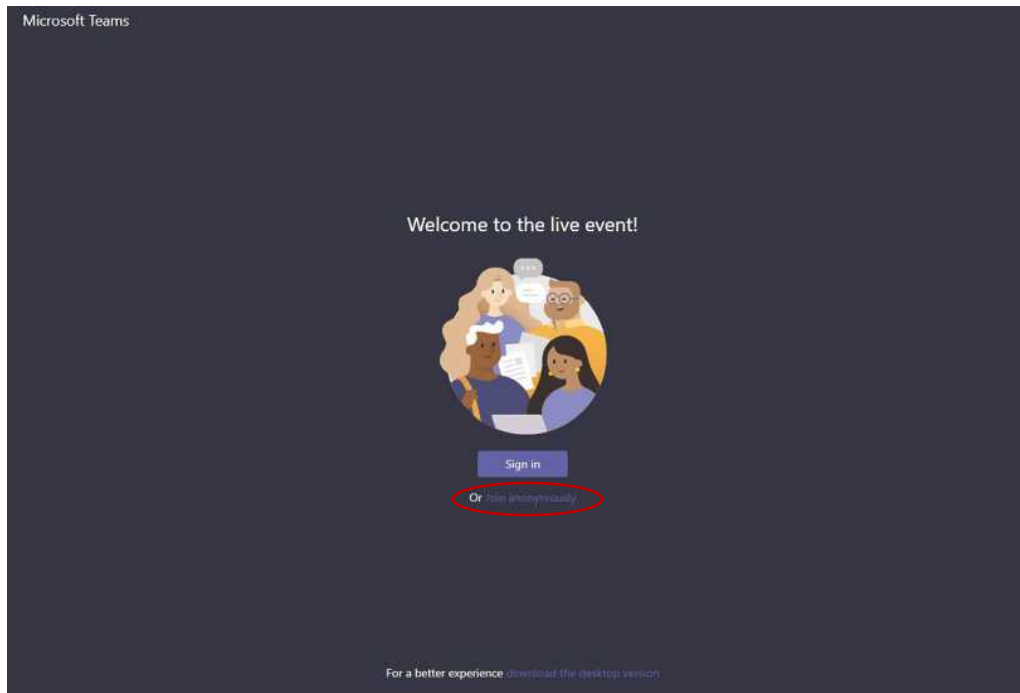 Microsoft Teams
Welcome to the live event!
Sign in
Or Join anonymously
For a better experience download the desktop version